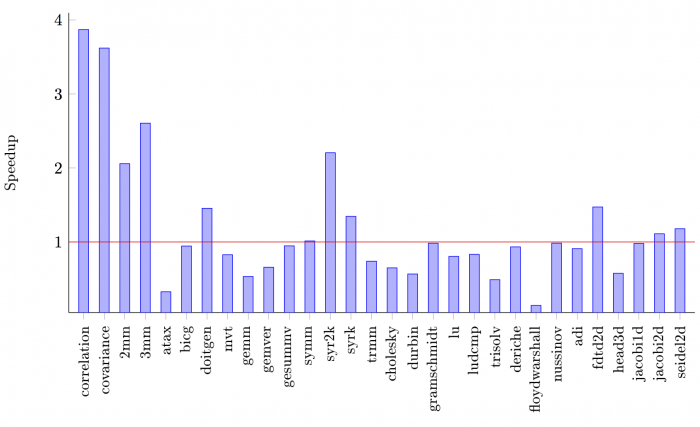 Speedup
4
3
2
1
correlation
covariance
2mm
3mm
atax
bicg
doitgen
mvt
gemm
gemver
gesummv
symm
syr2k
syrk
trmm
cholesky
durbin
gramschmidt
lu
ludcmp
trisolv
deriche
floydwarshall
nussinov
adi
fdtd2d
head3d
jacobi1d
jacobi2d
seidel2d